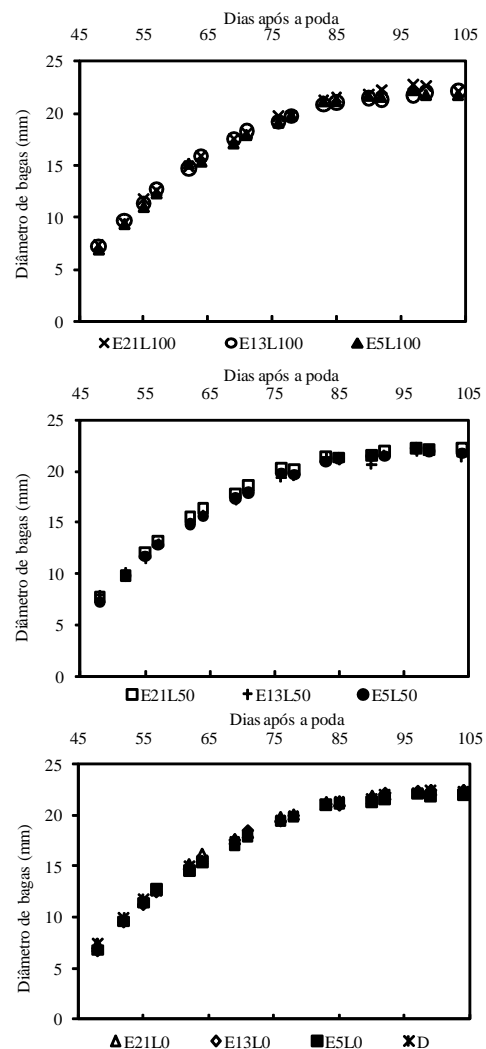 Dias após a poda
45 55 65 75 85 95 105
25
20
15
10
5
0
Diâmetro de bagas (mm)
E21L100 E13L100 E5L100
Dias após a poda
45 55 65 75 85 95 105
25
20
15
10
5
0
Diâmetro de bagas (mm)
E21L50 E13L50 E5L50
Dias após a poda
45 55 65 75 85 95 105
25
20
15
10
5
0
Diâmetro de bagas (mm)
E21L0 E13L0 E5L0 D